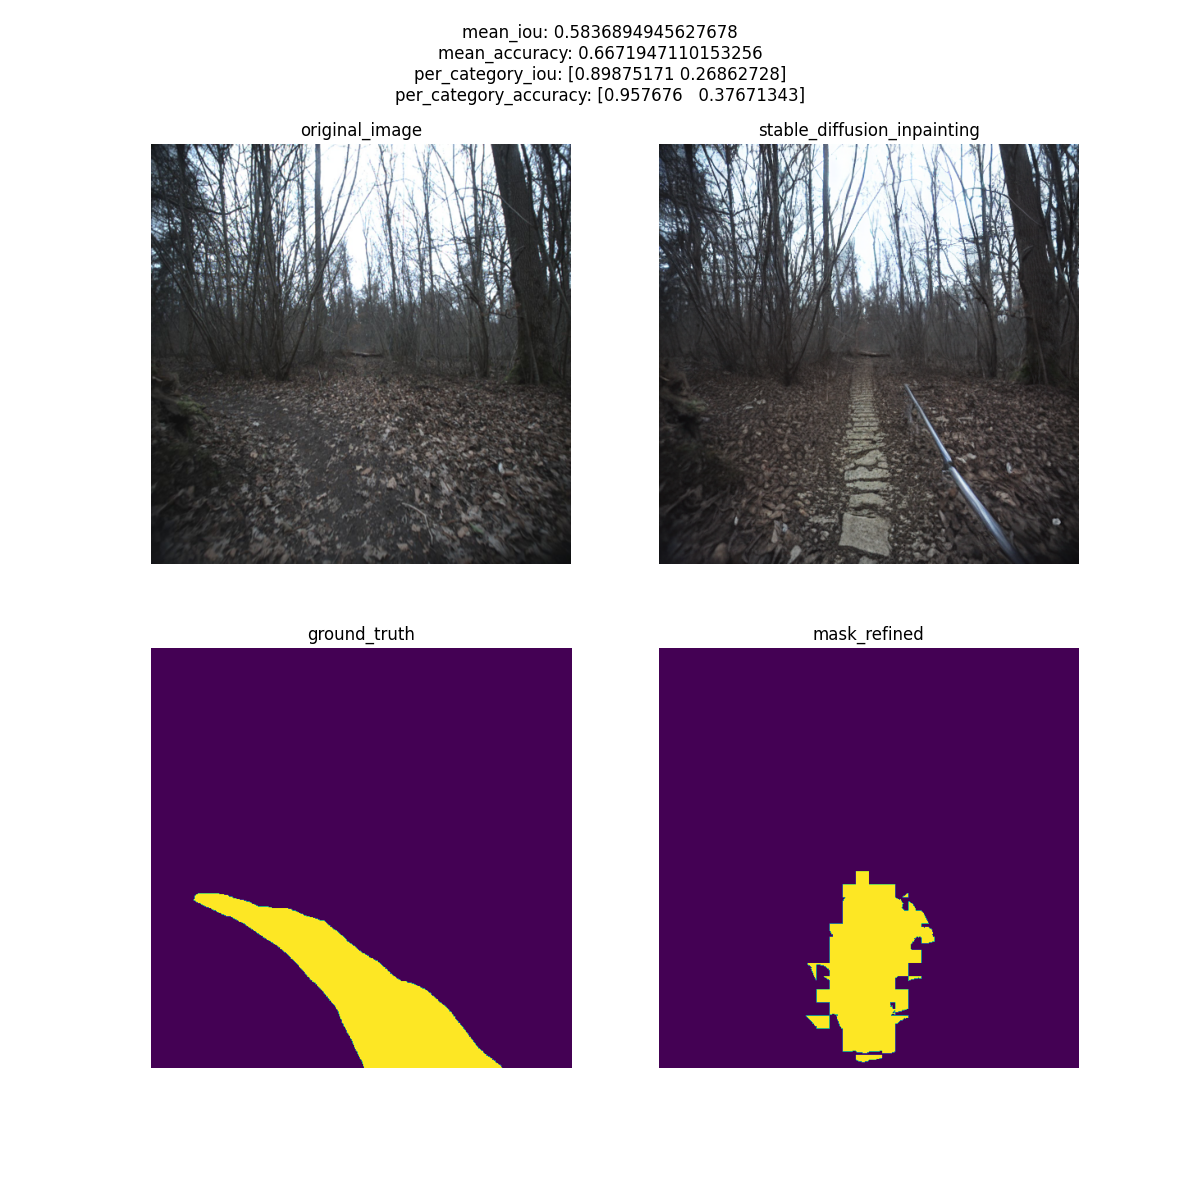 mean_iou: 0.5836894945627678
mean_accuracy: 0.6671947110153256
per_category_iou: [0.89875171 0.26862728]
per_category_accuracy: [0.957676   0.37671343]
original_image
stable_diffusion_inpainting
ground_truth
mask_refined